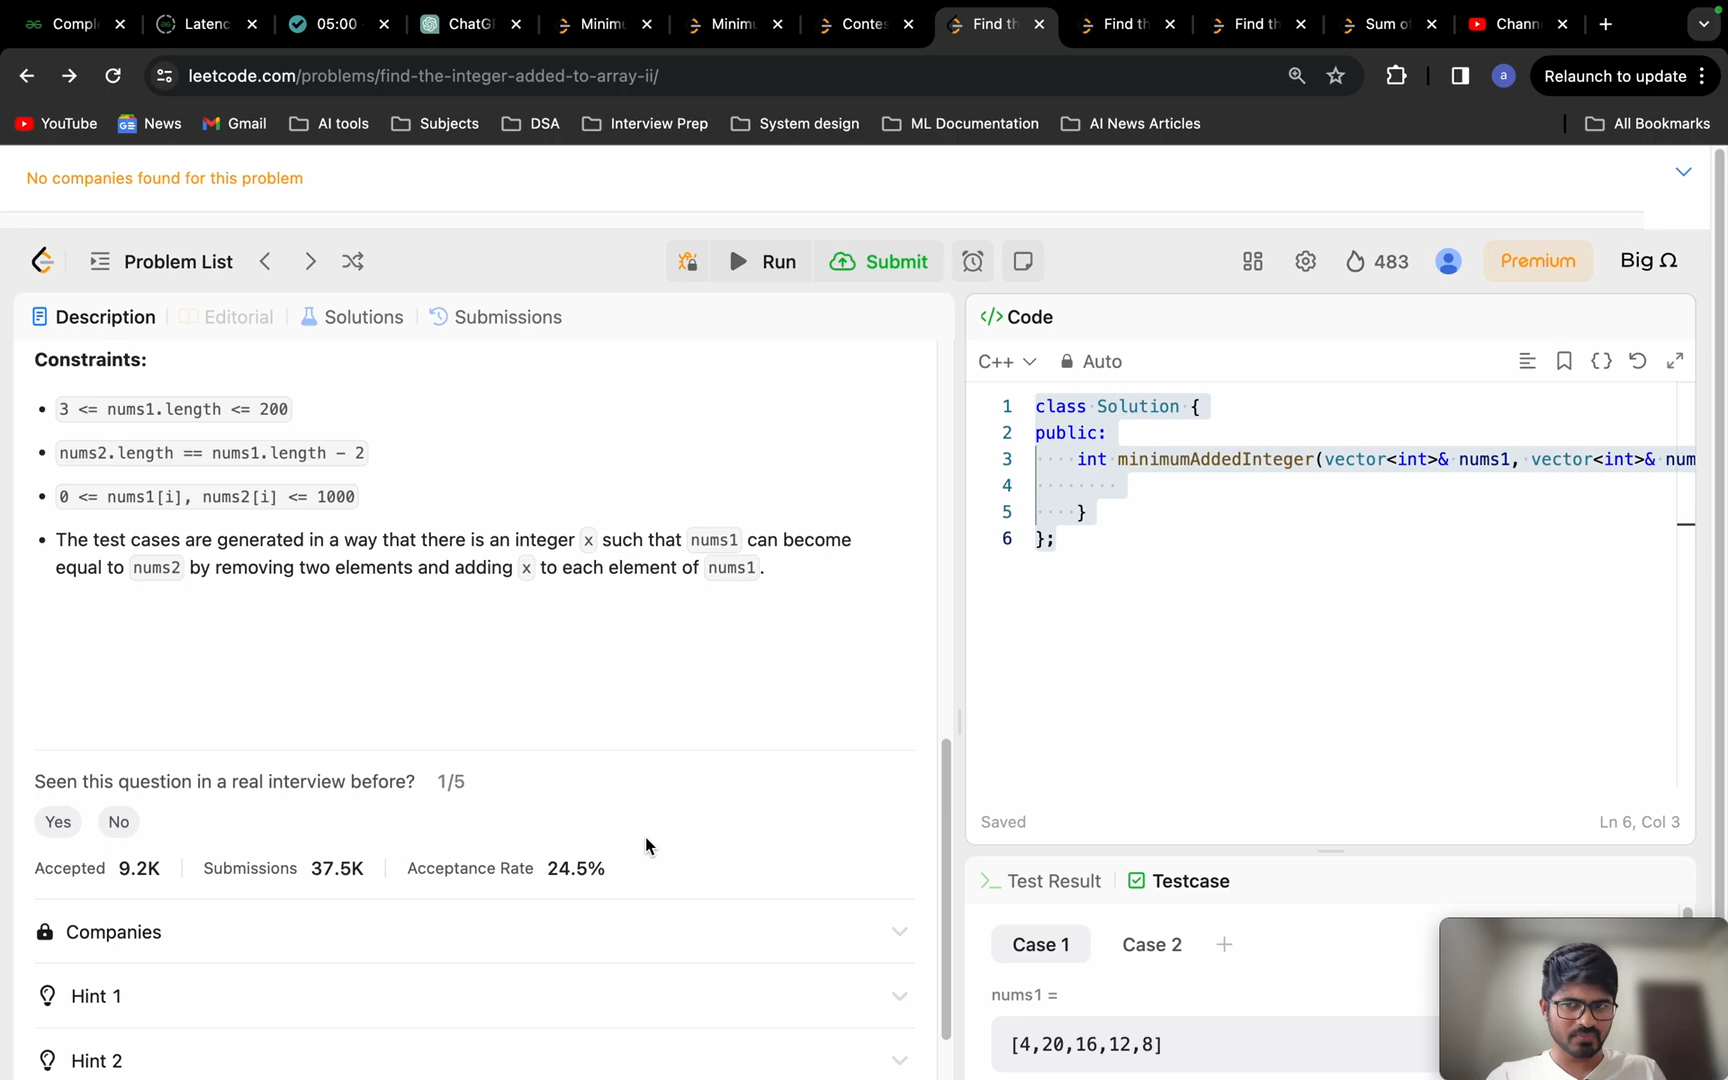 Compl
Latenc
05:00
ChatG
Minimu
Minimu
Contes
Find th
Find th
Find th
Sum o
Chann
leetcode.com/problems/find-the-integer-added-to-array-ii/
a
Relaunch to update
YouTube
News
Gmail
AI tools
Subjects
DSA
Interview Prep
System design
ML Documentation
AI News Articles
All Bookmarks
No companies found for this problem
Problem List
Run
Submit
483
Premium
Big Ω
Description
Editorial
Solutions
Submissions
Constraints:
• 3 <= nums1.length <= 200
• nums2.length == nums1.length - 2
• 0 <= nums1[i], nums2[i] <= 1000
• The test cases are generated in a way that there is an integer x such that nums1 can become
equal to nums2 by removing two elements and adding x to each element of nums1.
Seen this question in a real interview before? 1/5
Yes No
Accepted 9.2K Submissions 37.5K Acceptance Rate 24.5%
Companies
Hint 1
Hint 2
</> Code
C++ Auto
1 class Solution {
2 public:
3 int minimumAddedInteger(vector<int>& nums1, vector<int>& num
4
5 }
6 };
Saved
Ln 6, Col 3
Test Result
Testcase
Case 1 Case 2 +
nums1 =
[4,20,16,12,8]